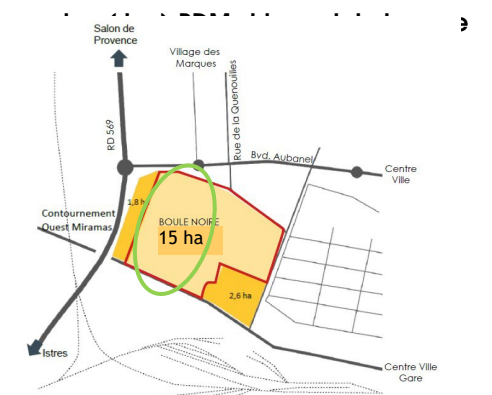 Salon de
Provence
Village des
Marques
Rue de la Quenouilles
RD 569
Bvd. Aubanel
Centre
Ville
1,8 ha
Contournement
Ouest Miramas
BOULE NOIRE
15 ha
2,6 ha
Istres
Centre Ville
Gare